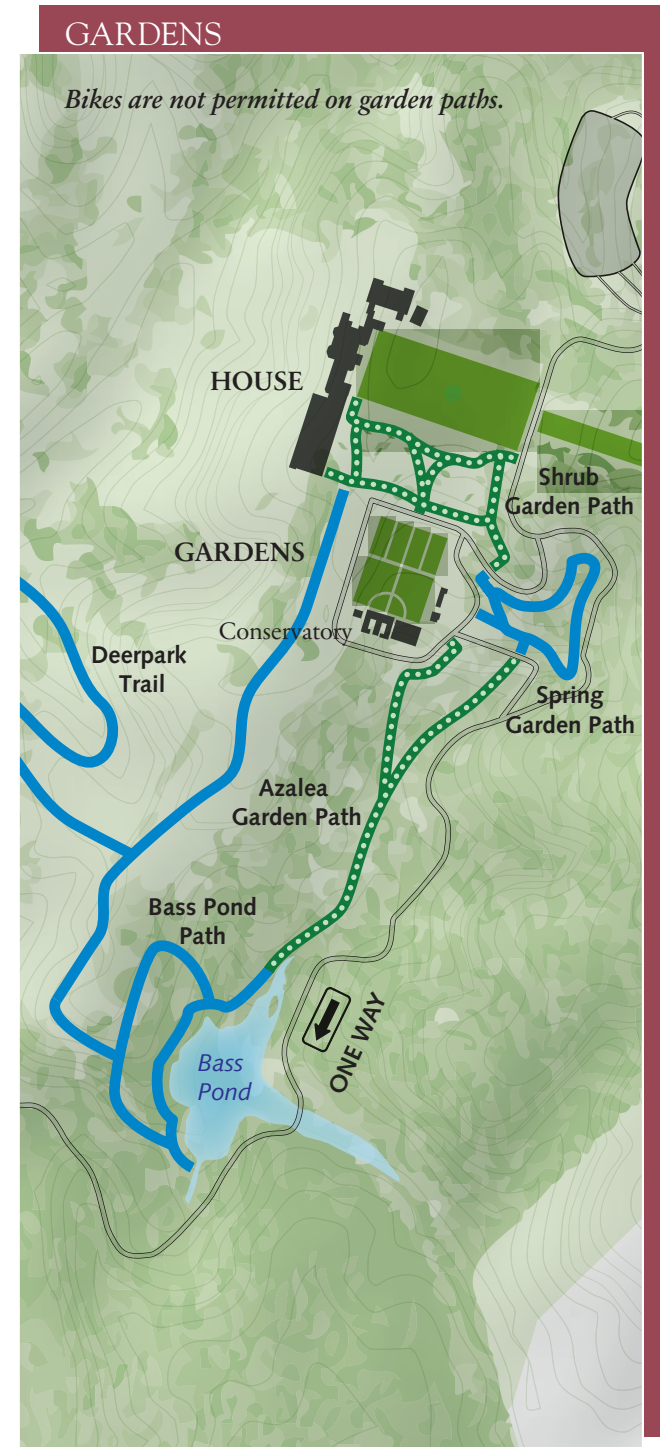 GARDENS
Bikes are not permitted on garden paths.
HOUSE
Shrub
Garden Path
GARDENS
Conservatory
Deerpark
Trail
Spring
Garden Path
Azalea
Garden Path
Bass Pond
Path
ONE WAY
Bass
Pond